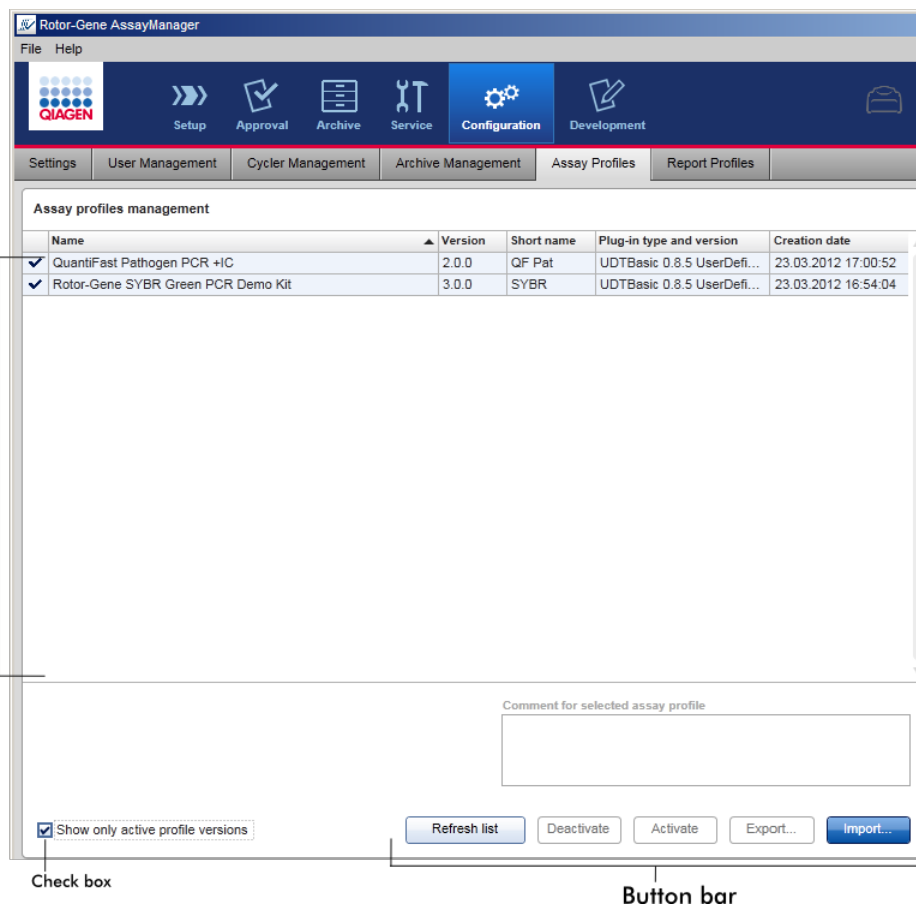 Rotor-Gene AssayManager
File Help
QIAGEN
Setup Approval Archive Service Configuration Development
Settings User Management Cycler Management Archive Management Assay Profiles Report Profiles
Assay profiles management
Name Version Short name Plug-in type and version Creation date
QuantiFast Pathogen PCR +IC 2.0.0 QF Pat UDTBasic 0.8.5 UserDefi... 23.03.2012 17:00:52
Rotor-Gene SYBR Green PCR Demo Kit 3.0.0 SYBR UDTBasic 0.8.5 UserDefi... 23.03.2012 16:54:04
Comment for selected assay profile
Show only active profile versions Refresh list Deactivate Activate Export... Import...
Check box
Button bar